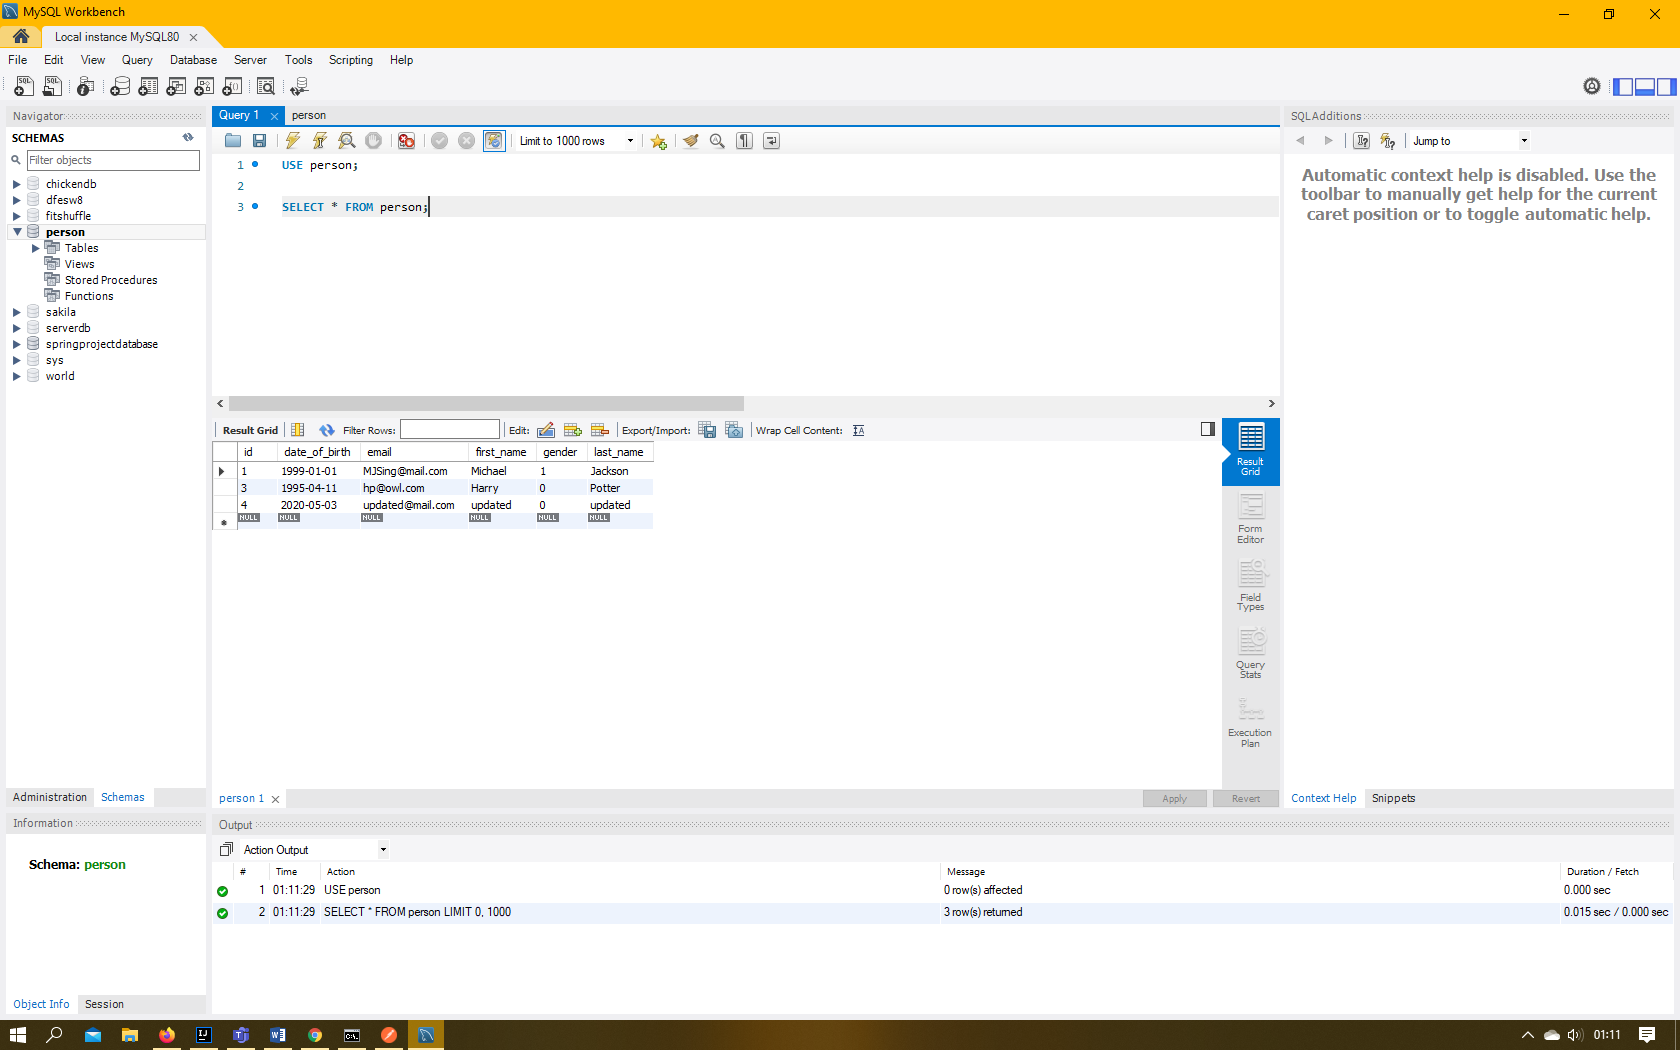 MySQL Workbench
Local instance MySQL80
File Edit View Query Database Server Tools Scripting Help
Navigator
SCHEMAS
Filter objects
chickendb
dfesw8
fitshuffle
person
Tables
Views
Stored Procedures
Functions
sakila
serverdb
springprojectdatabase
sys
world
Administration Schemas
Information
Schema: person
Object Info Session
Query 1 person
Limit to 1000 rows
1 USE person;
2
3 SELECT * FROM person;
Result Grid Filter Rows: Edit: Export/Import: Wrap Cell Content:
id date_of_birth email first_name gender last_name
1 1999-01-01 MJSing@mail.com Michael 1 Jackson
3 1995-04-11 hp@owl.com Harry 0 Potter
4 2020-05-03 updated@mail.com updated 0 updated
NULL NULL NULL NULL NULL NULL
Result
Grid
Form
Editor
Field
Types
Query
Stats
Execution
Plan
person 1 Apply Revert
SQLAdditions
Jump to
Automatic context help is disabled. Use the
toolbar to manually get help for the current
caret position or to toggle automatic help.
Context Help Snippets
Output
Action Output
# Time Action Message Duration / Fetch
1 01:11:29 USE person 0 row(s) affected 0.000 sec
2 01:11:29 SELECT * FROM person LIMIT 0, 1000 3 row(s) returned 0.015 sec / 0.000 sec
01:11